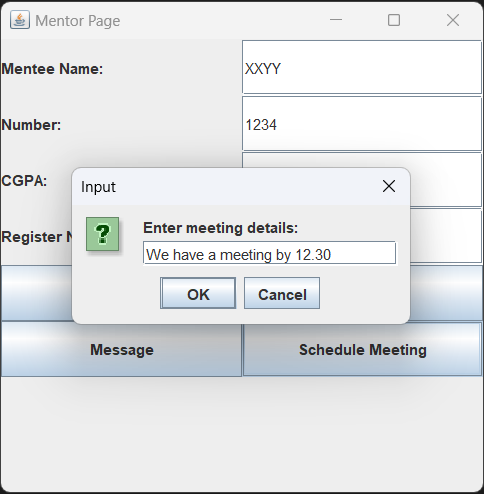 Mentor Page
Mentee Name: XXYY
Number: 1234
CGPA:
Input
Enter meeting details:
We have a meeting by 12.30
OK Cancel
Register N
Message Schedule Meeting